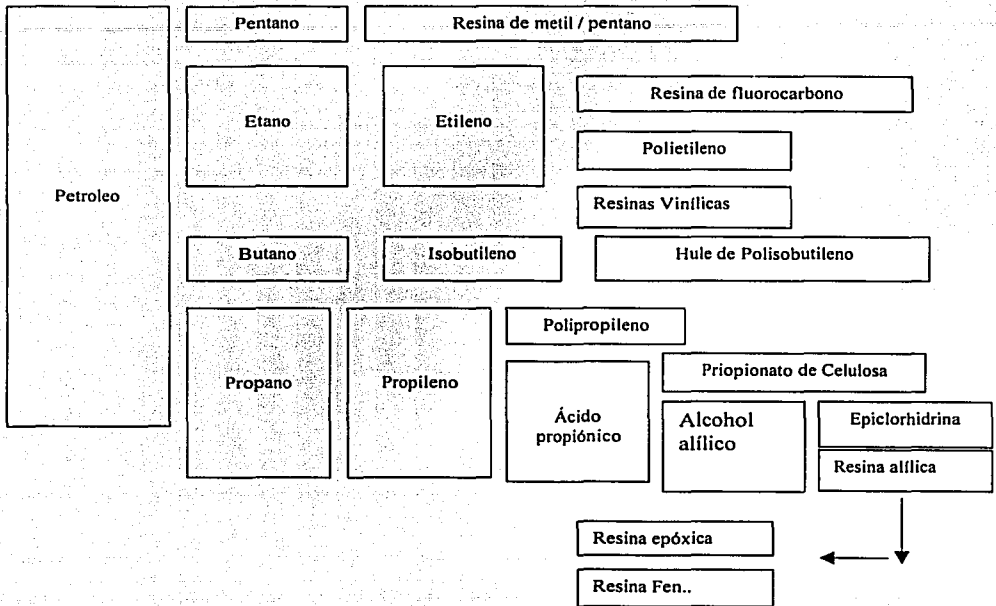 Pentano
Resina de metil / pentano
Etano
Etileno
Resina de fluorocarbono
Polietileno
Petroleo
Resinas Vinílicas
Butano
Isobutileno
Hule de Polisobutileno
Polipropileno
Propano
Propileno
Priopionato de Celulosa
Ácido
propiónico
Alcohol
alílico
Epiclorhidrina
Resina alílica
Resina epóxica
Resina Fen..